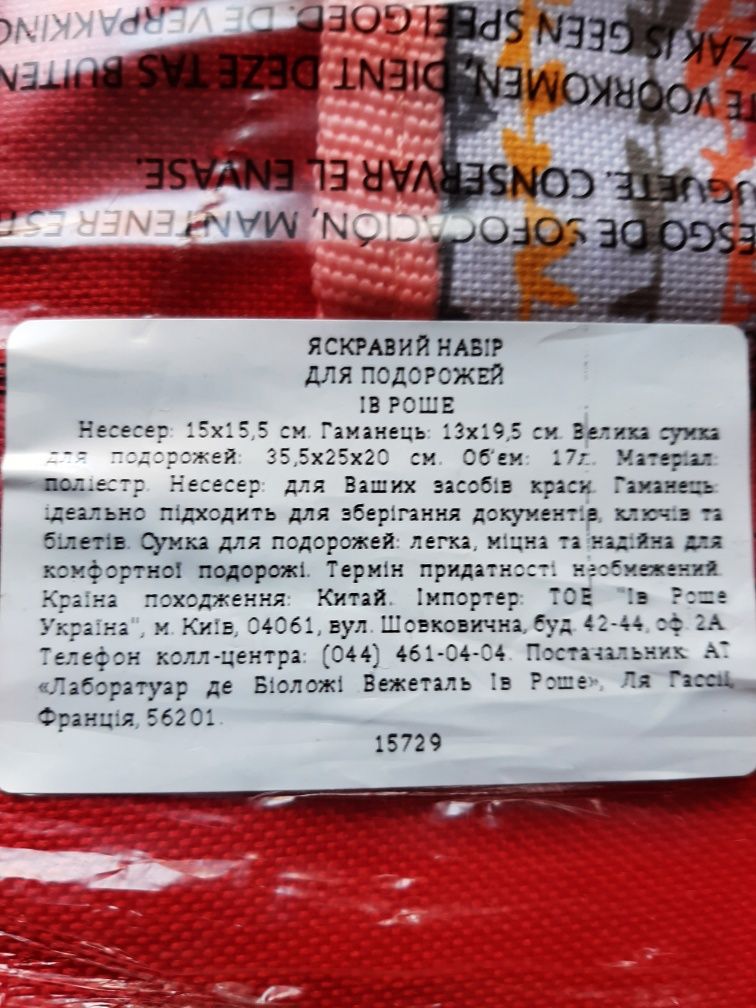 DE VERPAKKING
ZAK IS GEEN SPEELGOED. DE VERPAKKING
TE VOORKOMEN, DIENT DEZE TAS BUITEN
UGUETE. CONSERVAR EL ENVASE.
ESGO DE SOFOCACIÓN, MANTENER
ЯСКРАВИЙ НАБІР
ДЛЯ ПОДОРОЖЕЙ
ІВ РОШЕ
Несесер: 15х15,5 см. Гаманець: 13х19,5 см. Велика сумка
для подорожей: 35,5х25х20 см. Об'єм: 17л. Матеріал:
поліестр. Несесер: для Ваших засобів краси. Гаманець:
ідеально підходить для зберігання документів, ключів та
білетів. Сумка для подорожей: легка, міцна та надійна для
комфортної подорожі. Термін придатності необмежений.
Країна походження: Китай. Імпортер: ТОВ "Ів Роше
Україна", м. Київ, 04061, вул. Шовковична, буд. 42-44, оф. 2А.
Телефон колл-центра: (044) 461-04-04. Постачальник: АТ
«Лаборатуар де Біоложі Вежеталь Ів Роше», Ля Гассії,
Франція, 56201.
15729